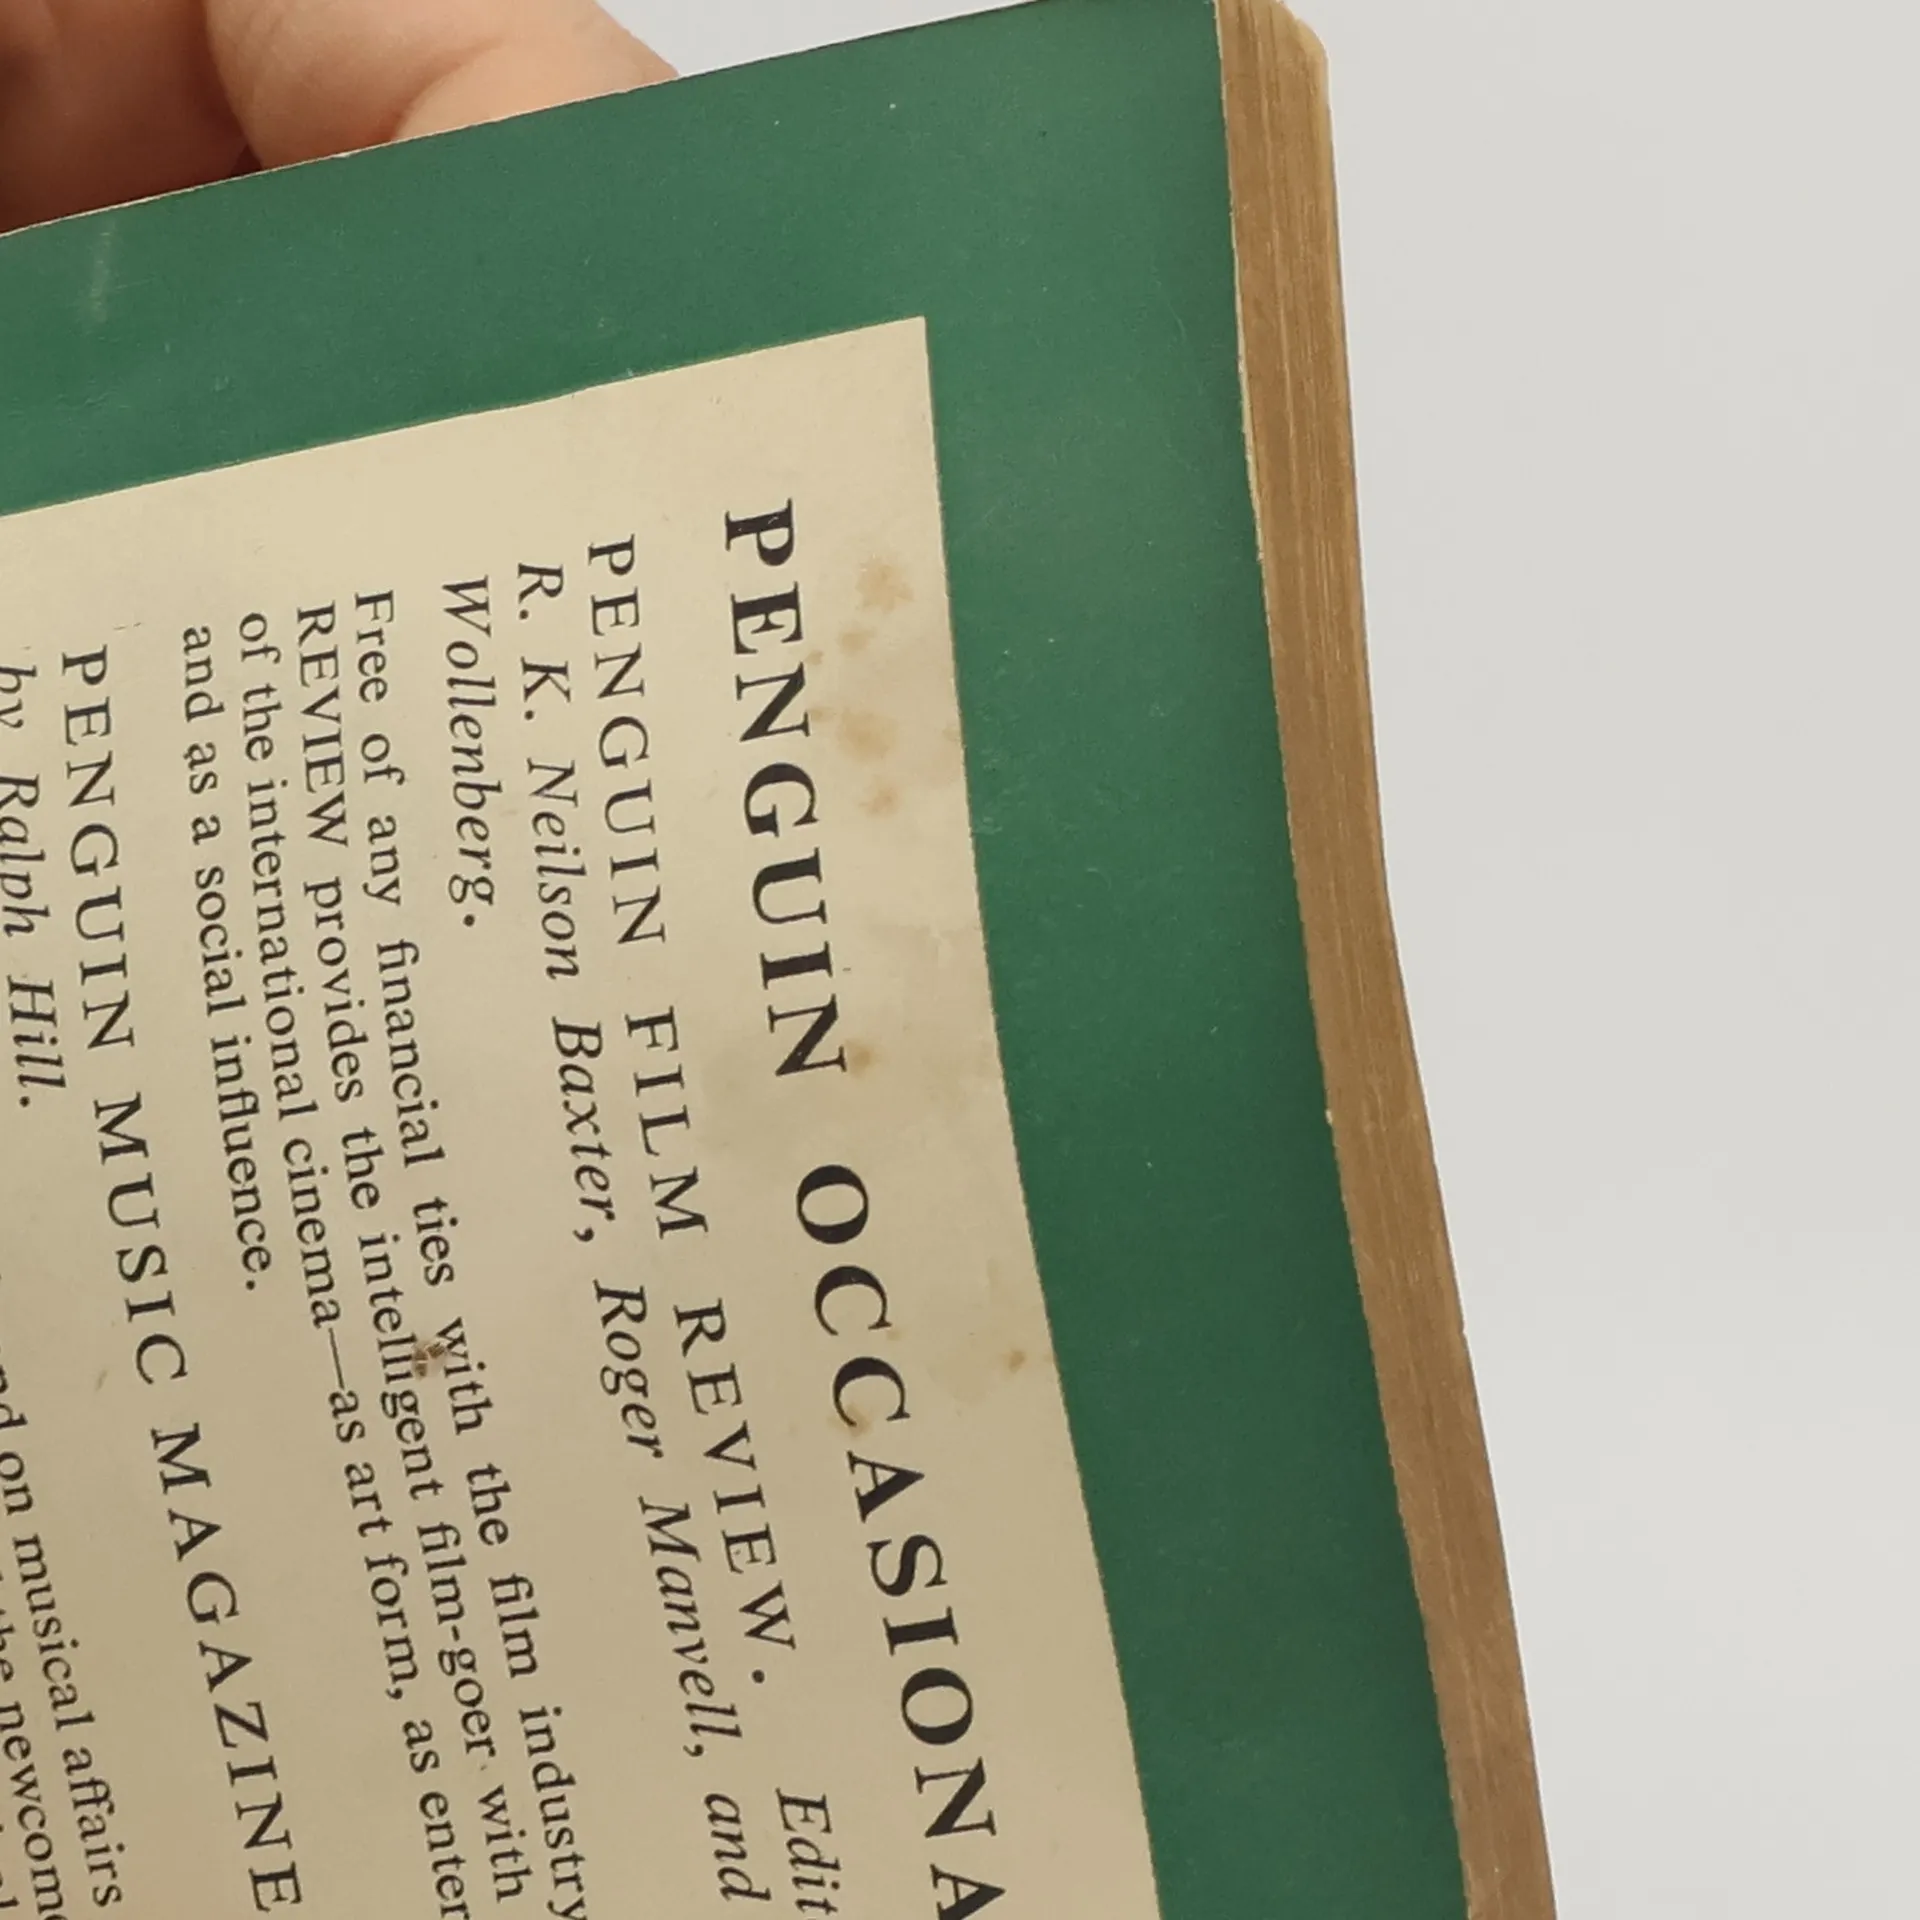 PENGUIN OCCASIONA
PENGUIN FILM REVIEW. Edit
R. K. Neilson Baxter, Roger Manvell, and
Wollenberg.
Free of any financial ties with the film industry
REVIEW provides the intelligent film-goer with
of the international cinema—as art form, as enter
and as a social influence.
PENGUIN MUSIC MAGAZINE
by Ralph Hill.
on musical affairs
the newcome